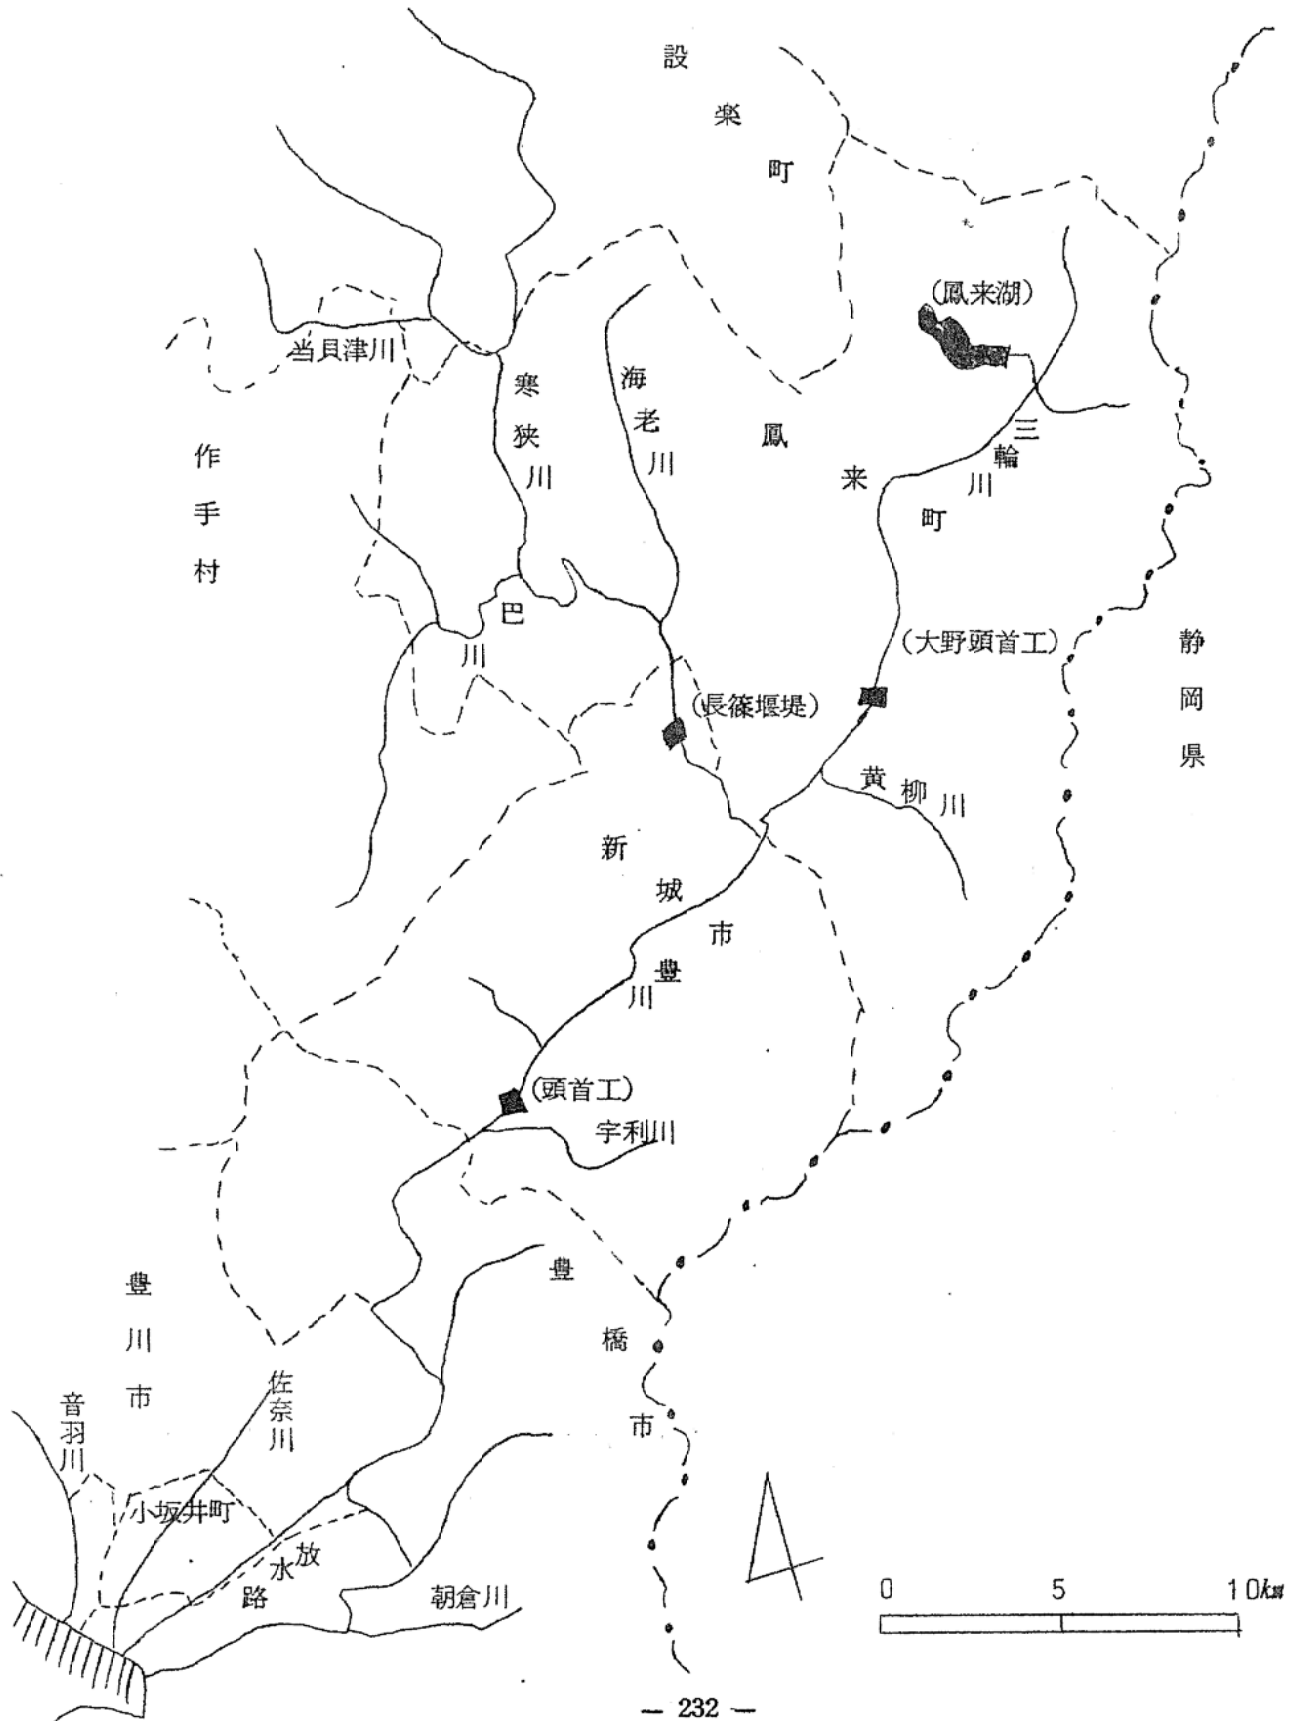 設楽町
(鳳来湖)
当貝津川
寒狭川
海老川
鳳来町
三輪川
作手村
巴川
(大野頭首工)
静岡県
(長篠堰堤)
黄柳川
新城市
豊川
(頭首工)
宇利川
豊橋市
豊川市
佐奈川
音羽川
小坂井町
放水路
朝倉川
0 5 10km
— 232 —